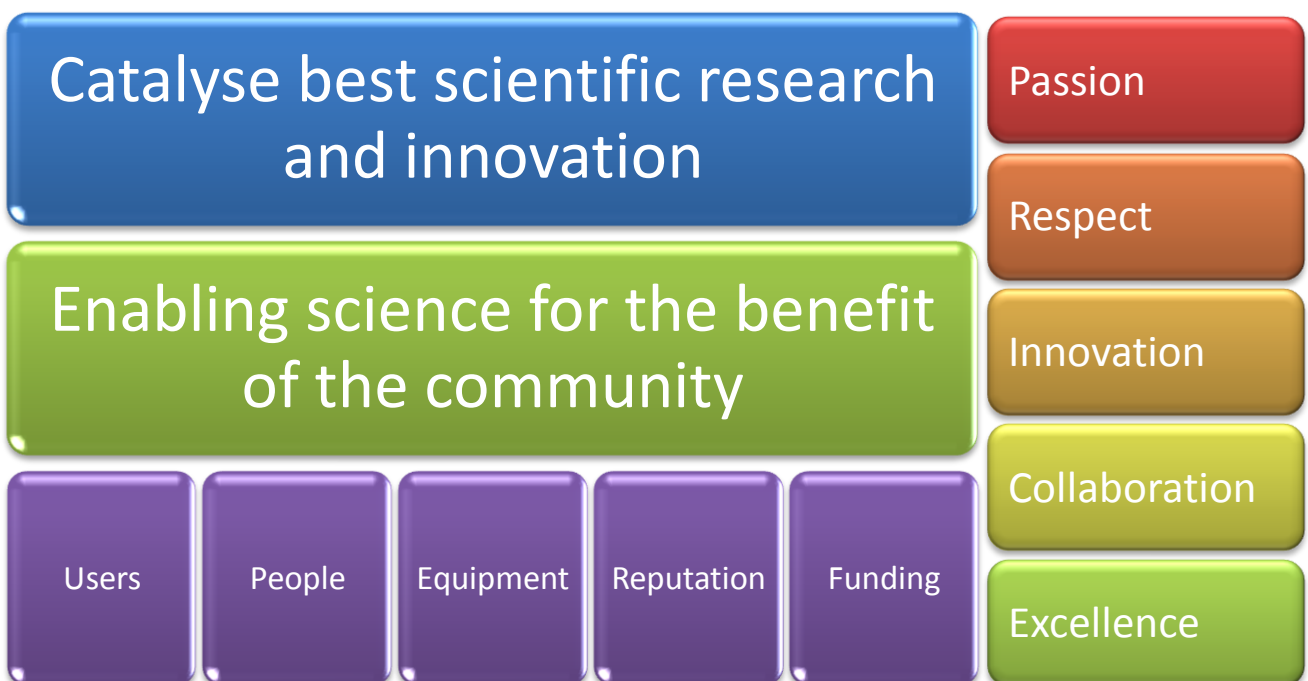 Catalyse best scientific research
and innovation
Enabling science for the benefit
of the community
Users
People
Equipment
Reputation
Funding
Passion
Respect
Innovation
Collaboration
Excellence